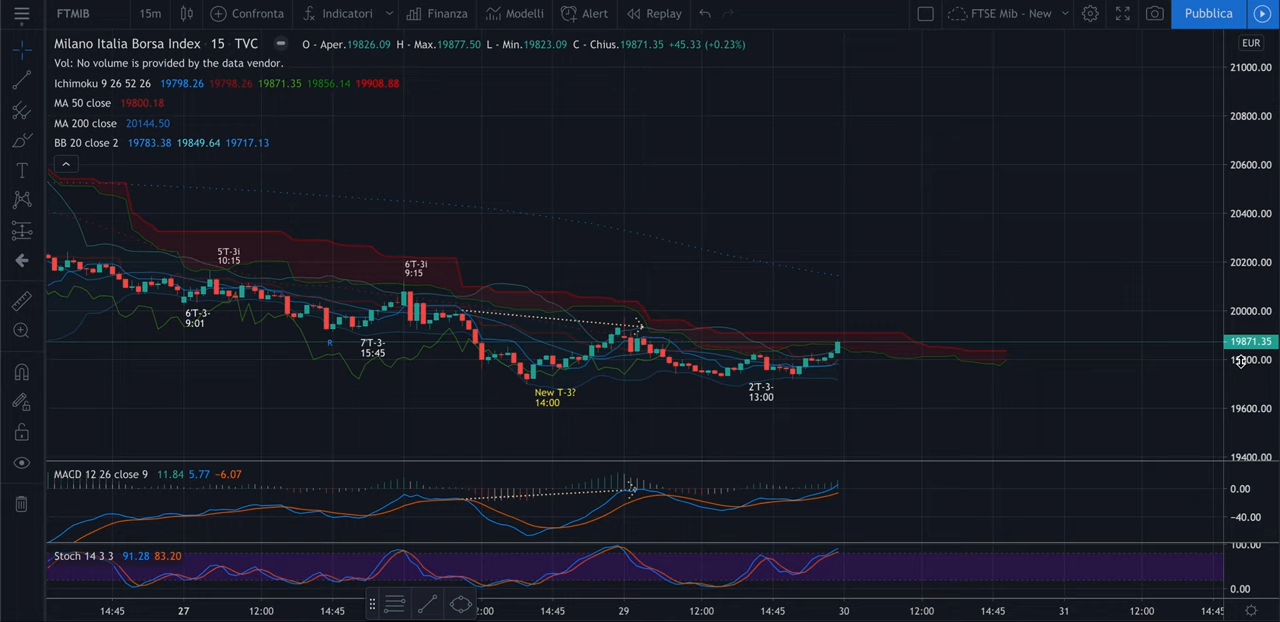 FTMIB 15m Confronta Indicatori Finanza Modelli Alert Replay FTSE Mib - New Pubblica
Milano Italia Borsa Index · 15 · TVC O - Aper.19826.09 H - Max.19877.50 L - Min.19823.09 C - Chius.19871.35 +45.33 (+0.23%)
EUR
Vol: No volume is provided by the data vendor.
21000.00
Ichimoku 9 26 52 26 19798.26 19798.26 19871.35 19856.14 19908.88
MA 50 close 19800.18
20800.00
MA 200 close 20144.50
BB 20 close 2 19783.38 19849.64 19717.13
20600.00
20400.00
5'T-3i
10:15
6'T-3i
9:15
20200.00
6'T-3-
9:01
20000.00
R
7'T-3-
15:45
19871.35
19800.00
New T-3?
14:00
2'T-3-
13:00
19600.00
19400.00
MACD 12 26 close 9 11.84 5.77 −6.07
0.00
−40.00
100.00
Stoch 14 3 3 91.28 83.20
0.00
14:45 27 12:00 14:45 2:00 14:45 29 12:00 14:45 30 12:00 14:45 31 12:00 14:45